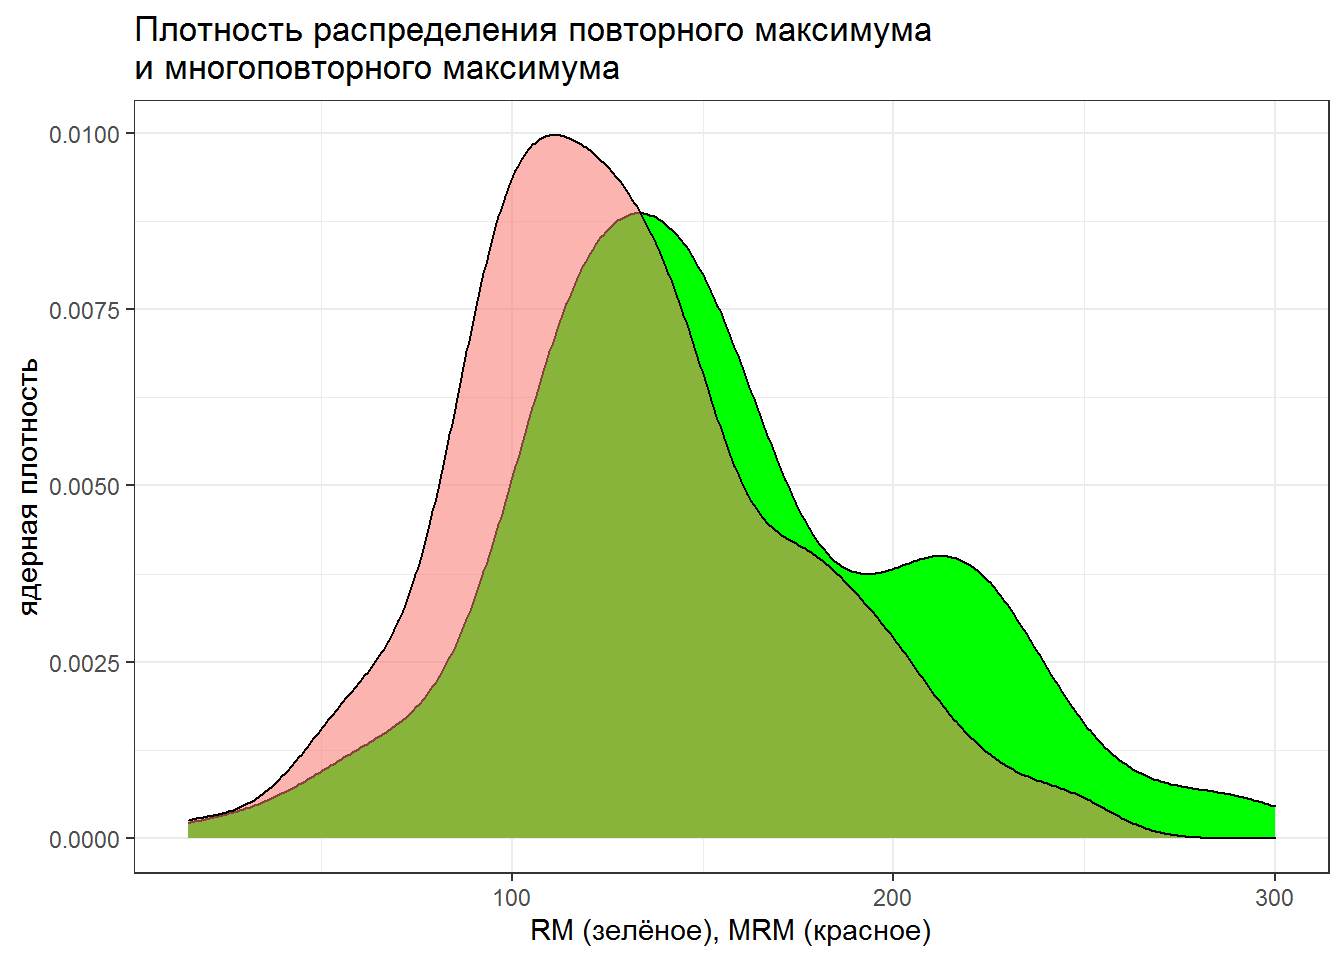 Плотность распределения повторного максимума
и многоповторного максимума
ядерная плотность
0.0100
0.0075
0.0050
0.0025
0.0000
100
200
300
RM (зелёное), MRM (красное)